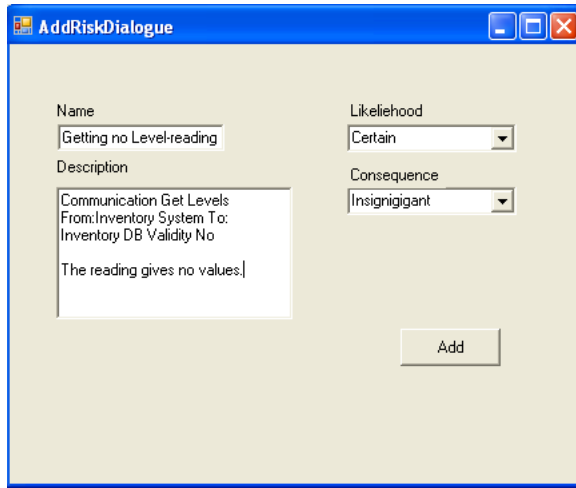 AddRiskDialogue
Name
Getting no Level-reading
Description
Communication Get Levels
From:Inventory System To:
Inventory DB Validity No
The reading gives no values.
Likeliehood
Certain
Consequence
Insignigigant
Add